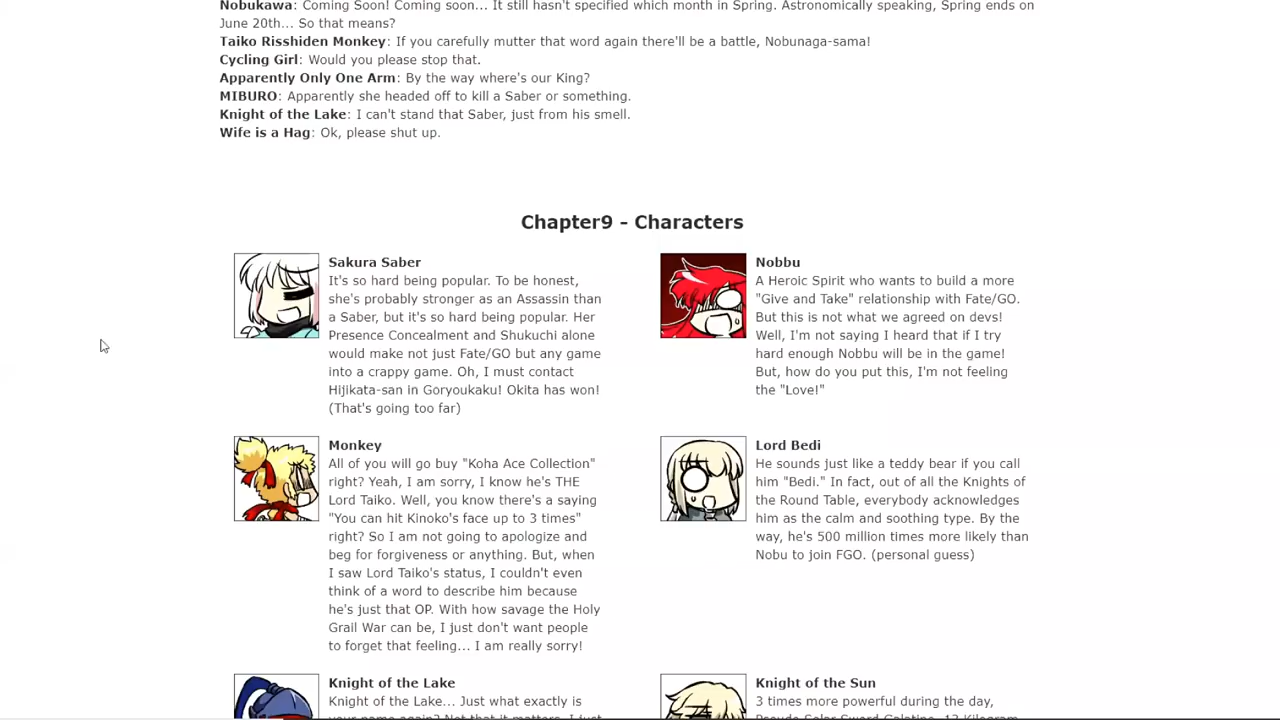 Nobukawa: Coming Soon! Coming soon... It still hasn't specified which month in Spring. Astronomically speaking, Spring ends on
June 20th... So that means?
Taiko Risshiden Monkey: If you carefully mutter that word again there'll be a battle, Nobunaga-sama!
Cycling Girl: Would you please stop that.
Apparently Only One Arm: By the way where's our King?
MIBURO: Apparently she headed off to kill a Saber or something.
Knight of the Lake: I can't stand that Saber, just from his smell.
Wife is a Hag: Ok, please shut up.
Chapter9 - Characters
Sakura Saber
It's so hard being popular. To be honest,
she's probably stronger as an Assassin than
a Saber, but it's so hard being popular. Her
Presence Concealment and Shukuchi alone
would make not just Fate/GO but any game
into a crappy game. Oh, I must contact
Hijikata-san in Goryoukaku! Okita has won!
(That's going too far)
Nobbu
A Heroic Spirit who wants to build a more
"Give and Take" relationship with Fate/GO.
But this is not what we agreed on devs!
Well, I'm not saying I heard that if I try
hard enough Nobbu will be in the game!
But, how do you put this, I'm not feeling
the "Love!"
Monkey
All of you will go buy "Koha Ace Collection"
right? Yeah, I am sorry, I know he's THE
Lord Taiko. Well, you know there's a saying
"You can hit Kinoko's face up to 3 times"
right? So I am not going to apologize and
beg for forgiveness or anything. But, when
I saw Lord Taiko's status, I couldn't even
think of a word to describe him because
he's just that OP. With how savage the Holy
Grail War can be, I just don't want people
to forget that feeling... I am really sorry!
Lord Bedi
He sounds just like a teddy bear if you call
him "Bedi." In fact, out of all the Knights of
the Round Table, everybody acknowledges
him as the calm and soothing type. By the
way, he's 500 million times more likely than
Nobu to join FGO. (personal guess)
Knight of the Lake
Knight of the Lake... Just what exactly is
your name again? Not that it matters, I just
Knight of the Sun
3 times more powerful during the day,
Pseudo Solar Sword Galatine, 13 Kilogram